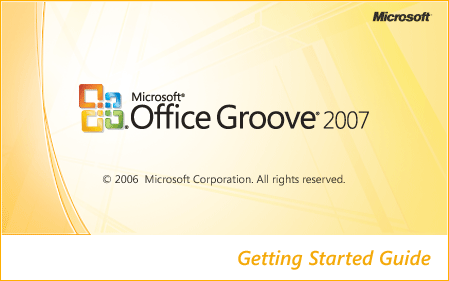 Microsoft
Microsoft®
Office Groove® 2007
© 2006 Microsoft Corporation. All rights reserved.
Getting Started Guide